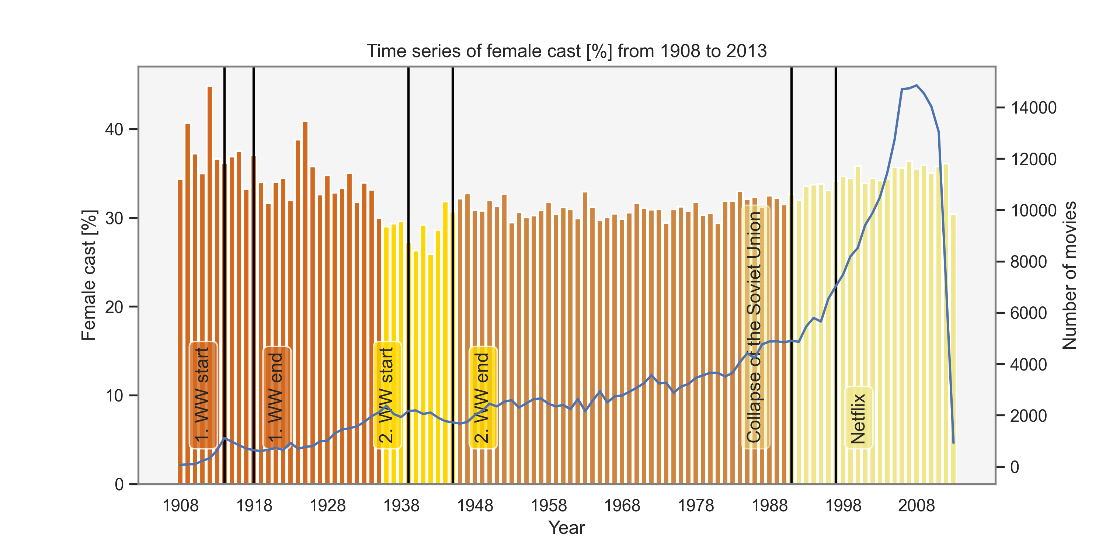 Time series of female cast [%] from 1908 to 2013
Female cast [%]
40
30
20
10
0
1. WW start
1. WW end
2. WW start
2. WW end
Collapse of the Soviet Union
Netflix
14000
12000
10000
8000
6000
4000
2000
0
Number of movies
1908 1918 1928 1938 1948 1958 1968 1978 1988 1998 2008
Year